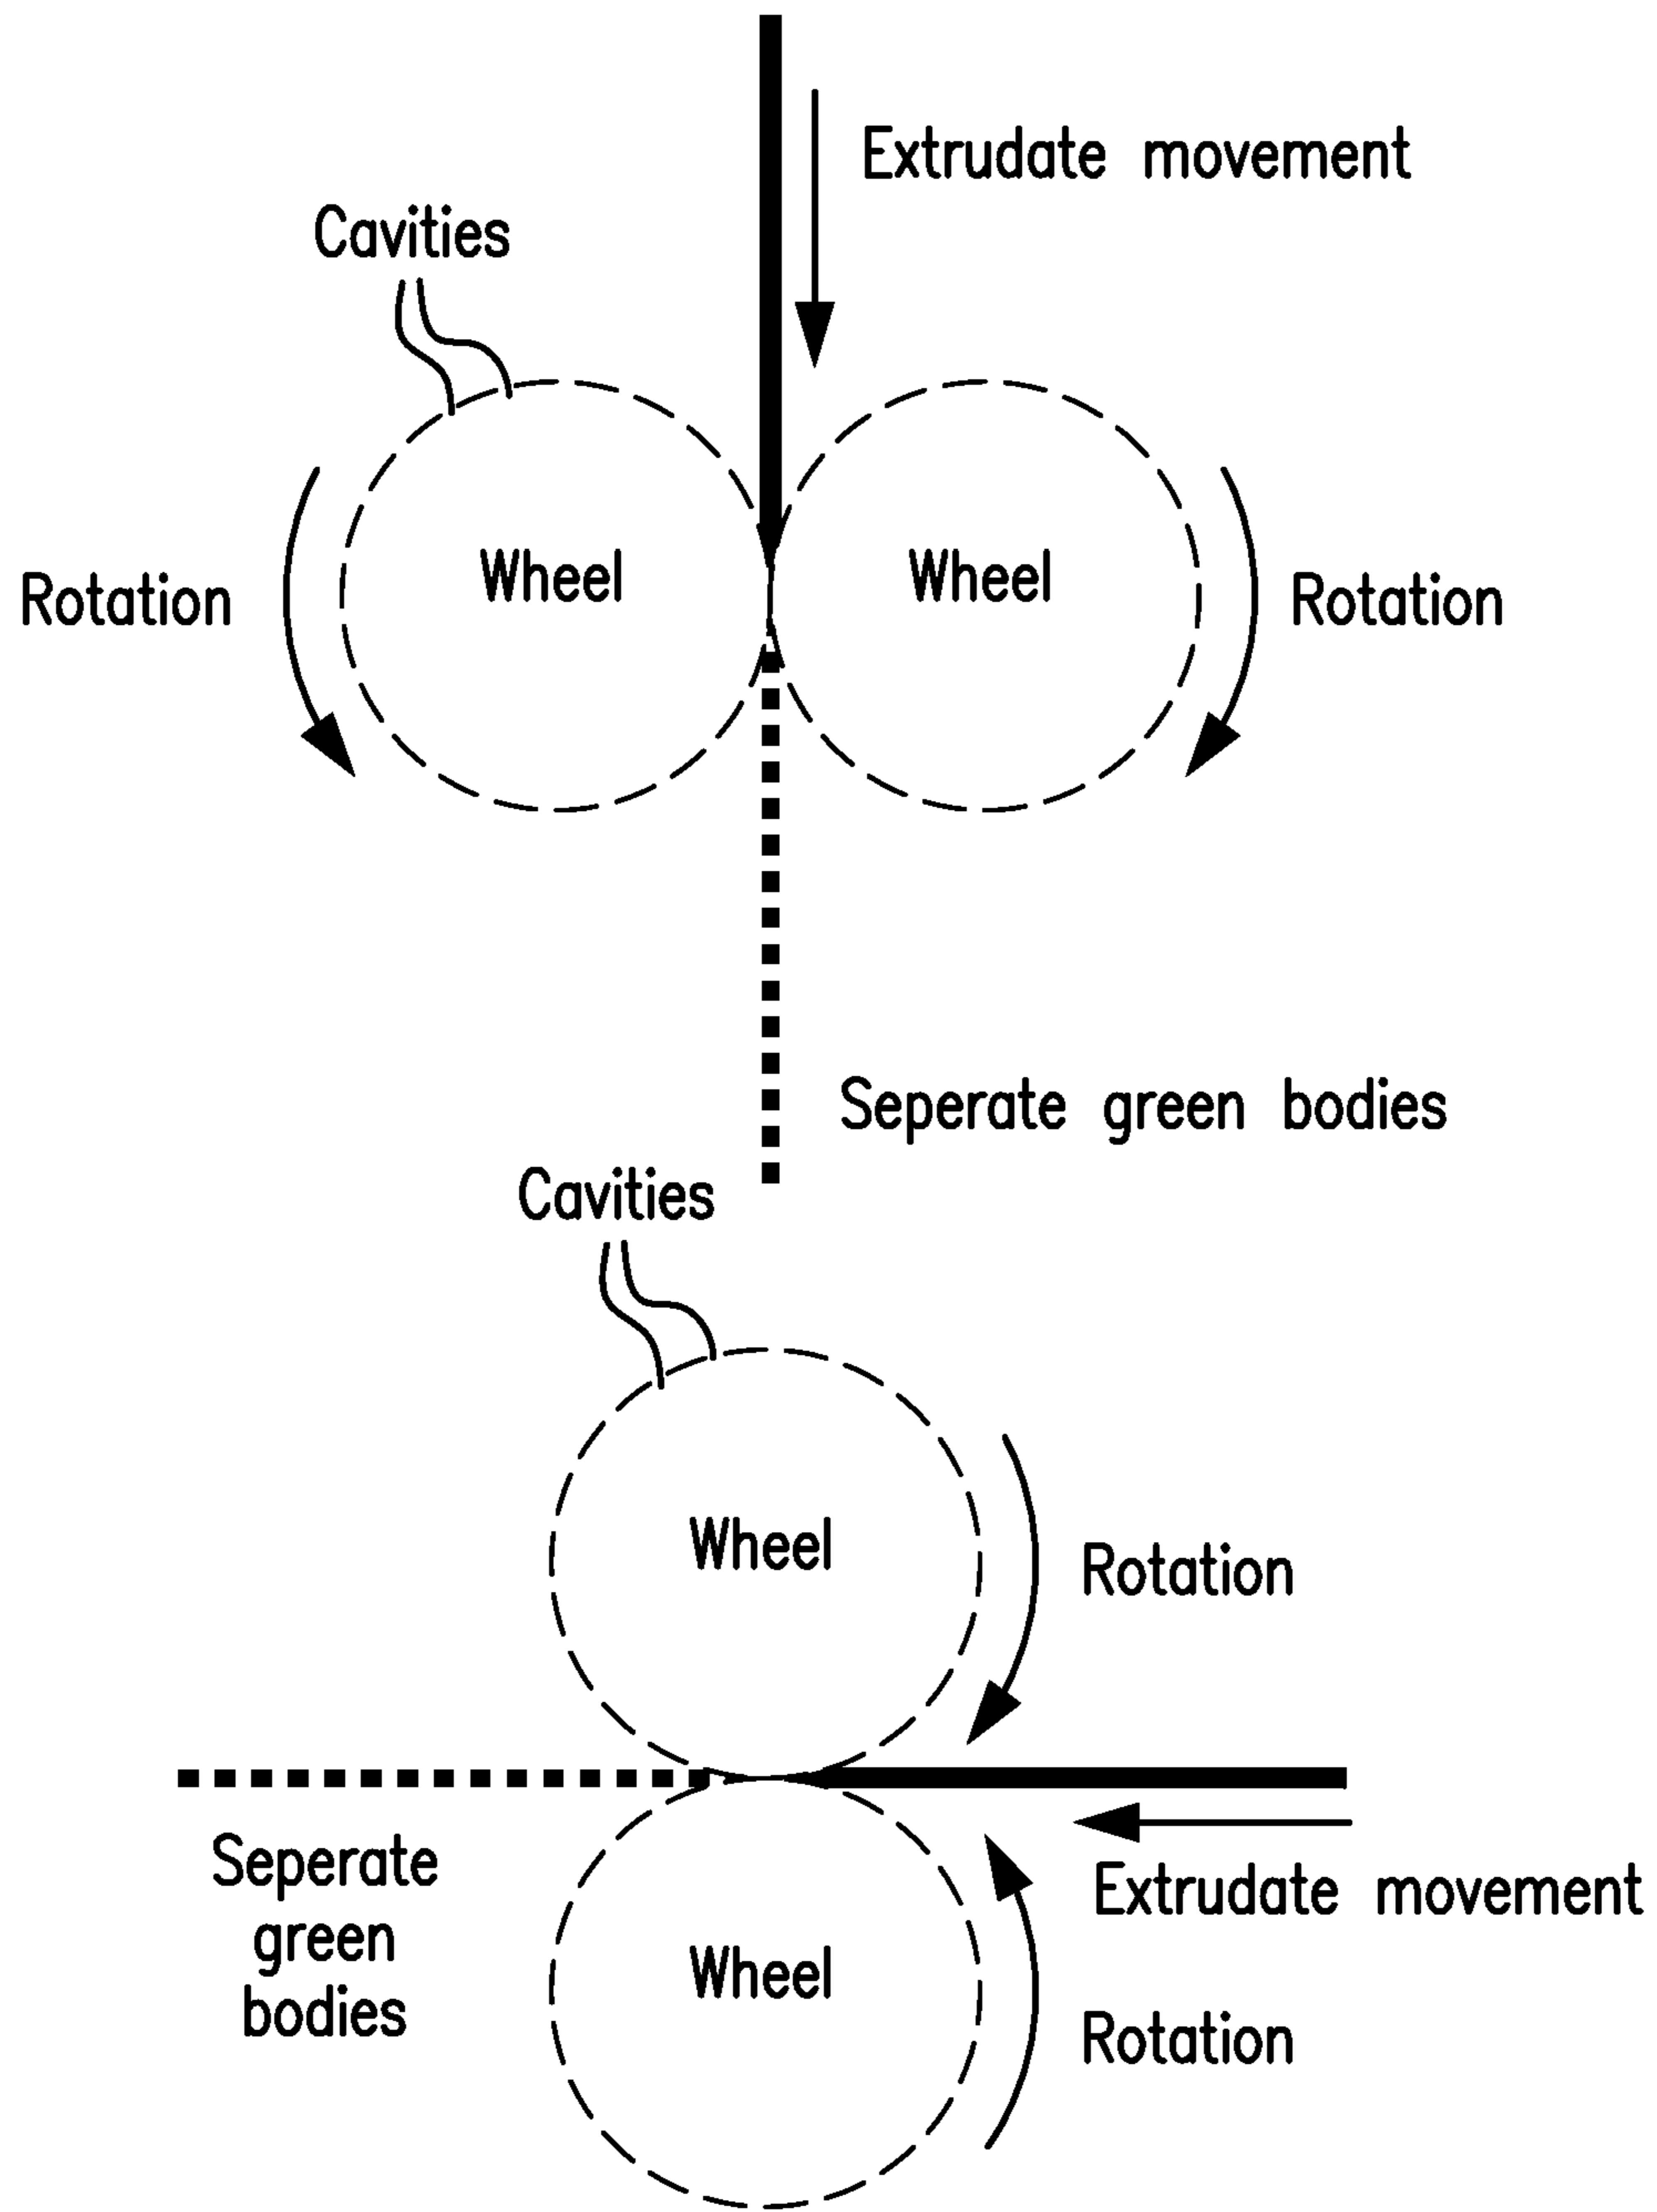 Extrudate movement
Cavities
Wheel
Wheel
Rotation
Rotation
Seperate green bodies
Cavities
Wheel
Rotation
Seperate
green
bodies
Extrudate movement
Wheel
Rotation